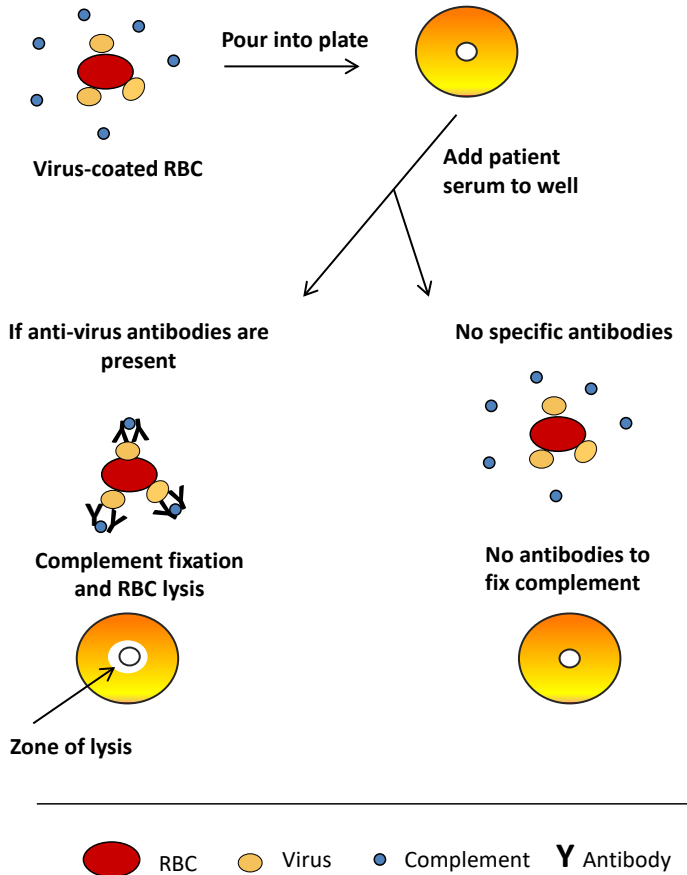 Pour into plate
Virus-coated RBC
Add patient
serum to well
If anti-virus antibodies are
present
No specific antibodies
Complement fixation
and RBC lysis
No antibodies to
fix complement
Zone of lysis
RBC
Virus
Complement
Antibody